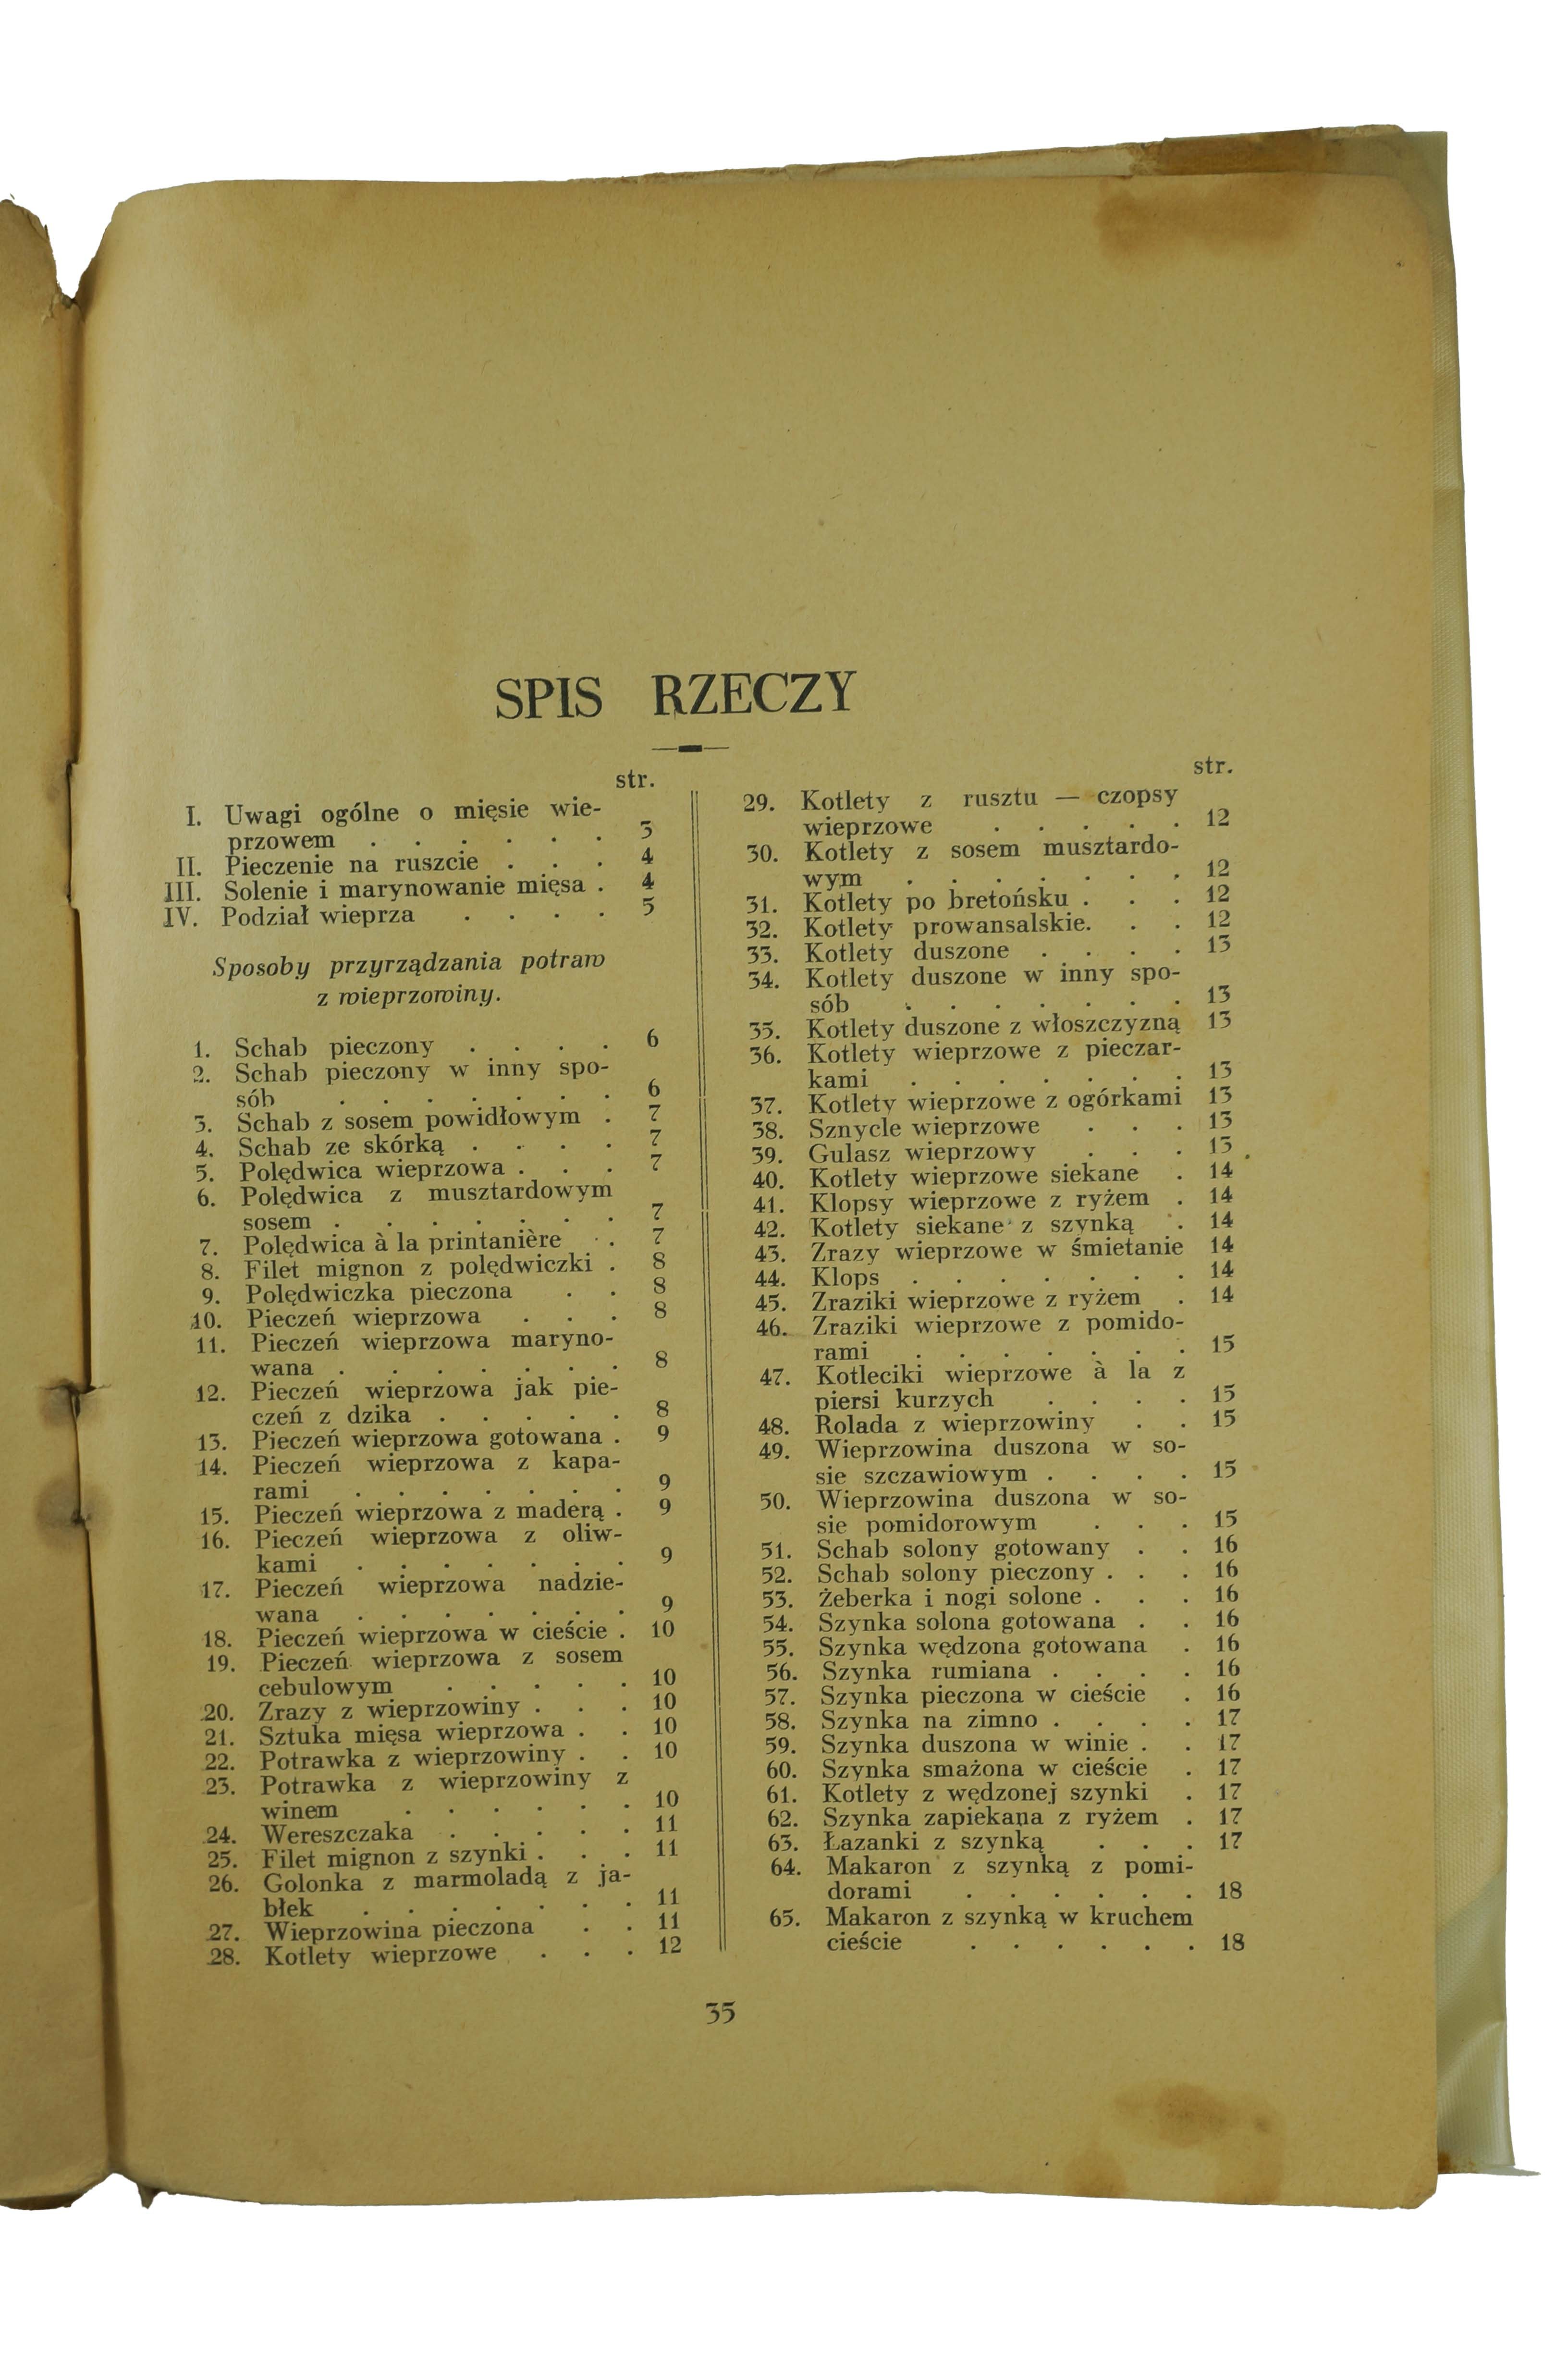 SPIS RZECZY
str.
I. Uwagi ogólne o mięsie wie-
przowem . . . . . . 3
II. Pieczenie na ruszcie . . . 4
III. Solenie i marynowanie mięsa . 4
IV. Podział wieprza . . . . 5
Sposoby przyrządzania potraw
z wieprzowiny.
1. Schab pieczony . . . . 6
2. Schab pieczony w inny spo-
sób . . . . . . . 6
3. Schab z sosem powidłowym . 7
4. Schab ze skórką . . . . 7
5. Polędwica wieprzowa . . . 7
6. Polędwica z musztardowym
sosem . . . . . . . 7
7. Polędwica à la printanière . . 7
8. Filet mignon z polędwiczki . 8
9. Polędwiczka pieczona . . 8
10. Pieczeń wieprzowa . . . 8
11. Pieczeń wieprzowa maryno-
wana . . . . . . . 8
12. Pieczeń wieprzowa jak pie-
czeń z dzika . . . . . 8
13. Pieczeń wieprzowa gotowana . 9
14. Pieczeń wieprzowa z kapa-
rami . . . . . . . 9
15. Pieczeń wieprzowa z maderą . 9
16. Pieczeń wieprzowa z oliw-
kami . . . . . . . 9
17. Pieczeń wieprzowa nadzie-
wana . . . . . . . 9
18. Pieczeń wieprzowa w cieście . 10
19. Pieczeń wieprzowa z sosem
cebulowym . . . . . 10
20. Zrazy z wieprzowiny . . . 10
21. Sztuka mięsa wieprzowa . . 10
22. Potrawka z wieprzowiny . . 10
23. Potrawka z wieprzowiny z
winem . . . . . . 10
24. Wereszczaka . . . . . 11
25. Filet mignon z szynki . . . 11
26. Golonka z marmoladą z ja-
błek . . . . . . . 11
27. Wieprzowina pieczona . . 11
28. Kotlety wieprzowe . . . 12
str.
29. Kotlety z rusztu — czopsy
wieprzowe . . . . . 12
30. Kotlety z sosem musztardo-
wym . . . . . . . 12
31. Kotlety po bretońsku . . . 12
32. Kotlety prowansalskie. . . 12
33. Kotlety duszone . . . . 13
34. Kotlety duszone w inny spo-
sób . . . . . . . 13
35. Kotlety duszone z włoszczyzną 13
36. Kotlety wieprzowe z pieczar-
kami . . . . . . . 13
37. Kotlety wieprzowe z ogórkami 13
38. Sznycle wieprzowe . . . 13
39. Gulasz wieprzowy . . . 13
40. Kotlety wieprzowe siekane . 14
41. Klopsy wieprzowe z ryżem . 14
42. Kotlety siekane z szynką . 14
43. Zrazy wieprzowe w śmietanie 14
44. Klops . . . . . . . 14
45. Zraziki wieprzowe z ryżem . 14
46. Zraziki wieprzowe z pomido-
rami . . . . . . . 15
47. Kotleciki wieprzowe à la z
piersi kurzych . . . . 15
48. Rolada z wieprzowiny . . 15
49. Wieprzowina duszona w so-
sie szczawiowym . . . . 15
50. Wieprzowina duszona w so-
sie pomidorowym . . . 15
51. Schab solony gotowany . . 16
52. Schab solony pieczony . . . 16
53. Żeberka i nogi solone . . . 16
54. Szynka solona gotowana . . 16
55. Szynka wędzona gotowana . 16
56. Szynka rumiana . . . . 16
57. Szynka pieczona w cieście . 16
58. Szynka na zimno . . . . 17
59. Szynka duszona w winie . . 17
60. Szynka smażona w cieście . 17
61. Kotlety z wędzonej szynki . 17
62. Szynka zapiekana z ryżem . 17
63. Łazanki z szynką . . . 17
64. Makaron z szynką z pomi-
dorami . . . . . . 18
65. Makaron z szynką w kruchem
cieście . . . . . . 18
35